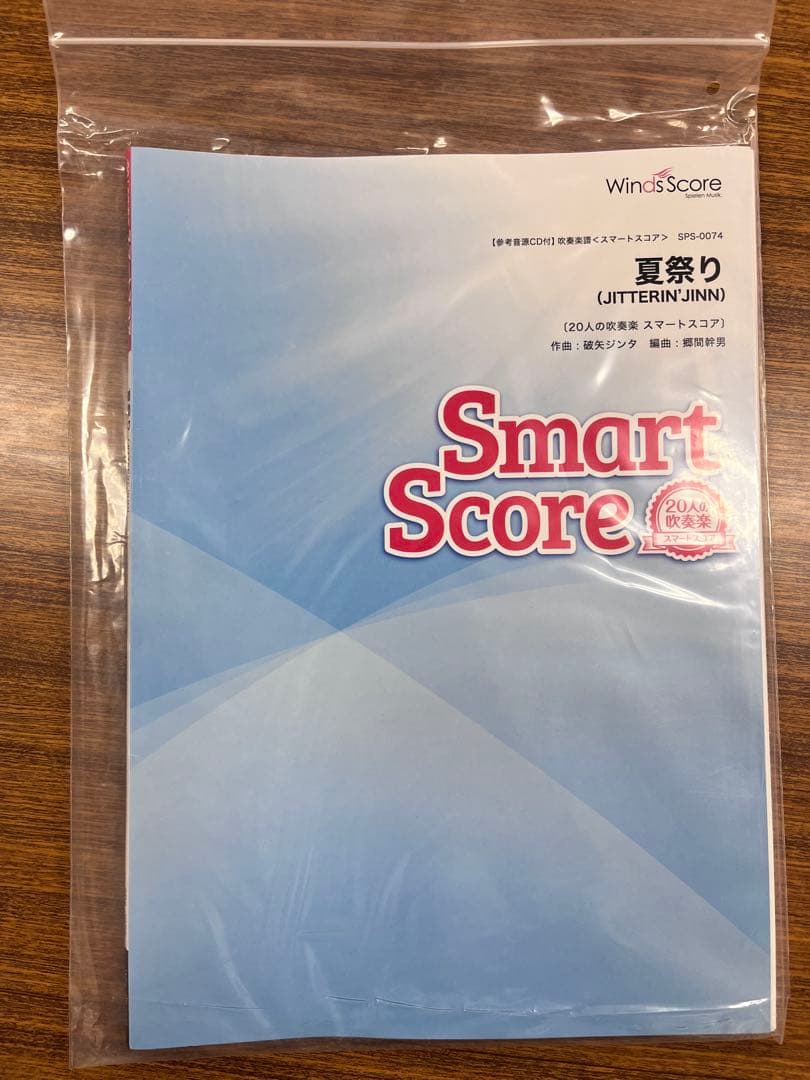 WindsScore
Spielen Musik.
【参考音源CD付】吹奏楽譜＜スマートスコア＞ SPS-0074
夏祭り
(JITTERIN'JINN)
〔20人の吹奏楽 スマートスコア〕
作曲：破矢ジンタ 編曲：郷間幹男
Smart
Score
20人の
吹奏楽
スマートスコア